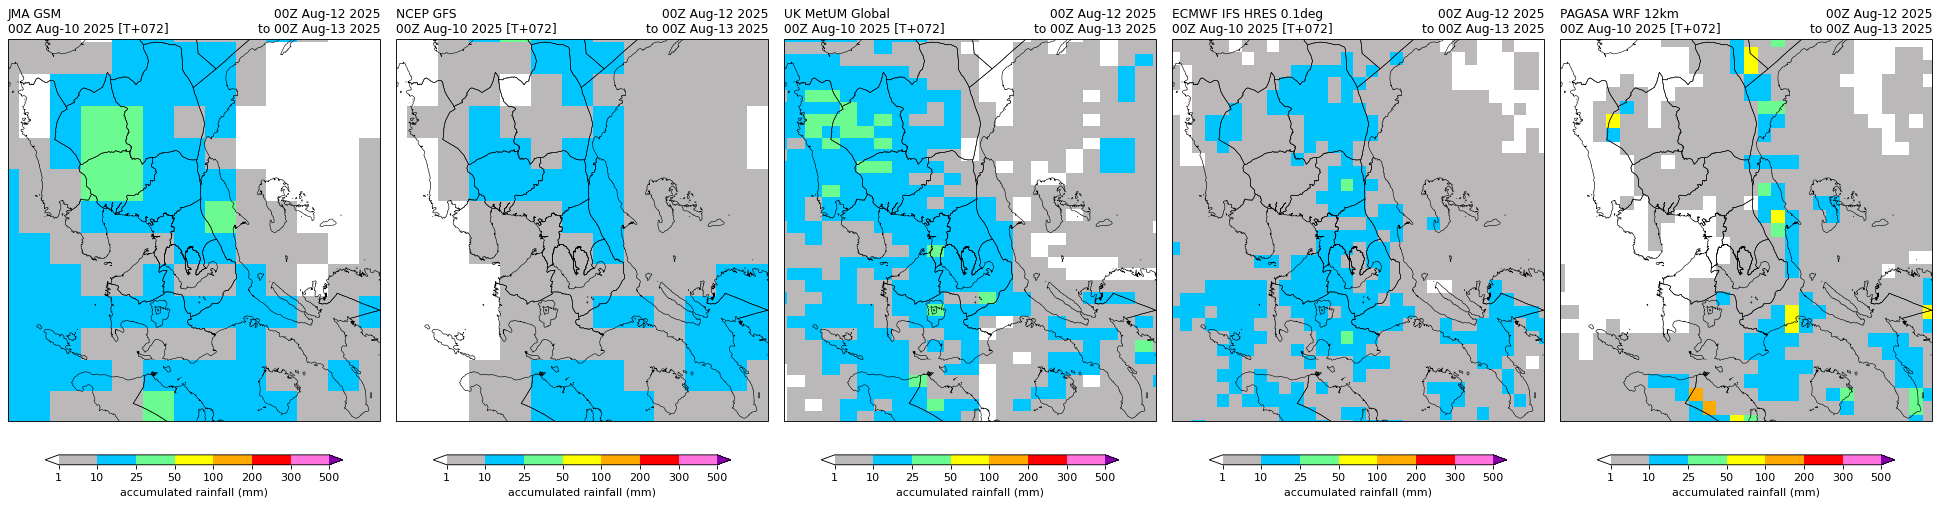 JMA GSM 00Z Aug-12 2025
00Z Aug-10 2025 [T+072] to 00Z Aug-13 2025
1 10 25 50 100 200 300 500
accumulated rainfall (mm)
NCEP GFS 00Z Aug-12 2025
00Z Aug-10 2025 [T+072] to 00Z Aug-13 2025
1 10 25 50 100 200 300 500
accumulated rainfall (mm)
UK MetUM Global 00Z Aug-12 2025
00Z Aug-10 2025 [T+072] to 00Z Aug-13 2025
1 10 25 50 100 200 300 500
accumulated rainfall (mm)
ECMWF IFS HRES 0.1deg 00Z Aug-12 2025
00Z Aug-10 2025 [T+072] to 00Z Aug-13 2025
1 10 25 50 100 200 300 500
accumulated rainfall (mm)
PAGASA WRF 12km 00Z Aug-12 2025
00Z Aug-10 2025 [T+072] to 00Z Aug-13 2025
1 10 25 50 100 200 300 500
accumulated rainfall (mm)